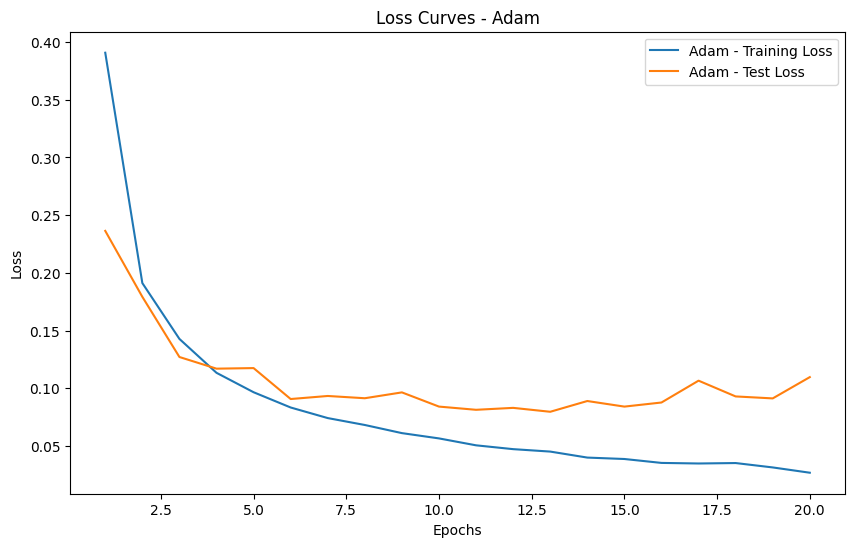 Loss Curves - Adam
Adam - Training Loss
Adam - Test Loss
0.40
0.35
0.30
0.25
0.20
0.15
0.10
0.05
Loss
2.5 5.0 7.5 10.0 12.5 15.0 17.5 20.0
Epochs